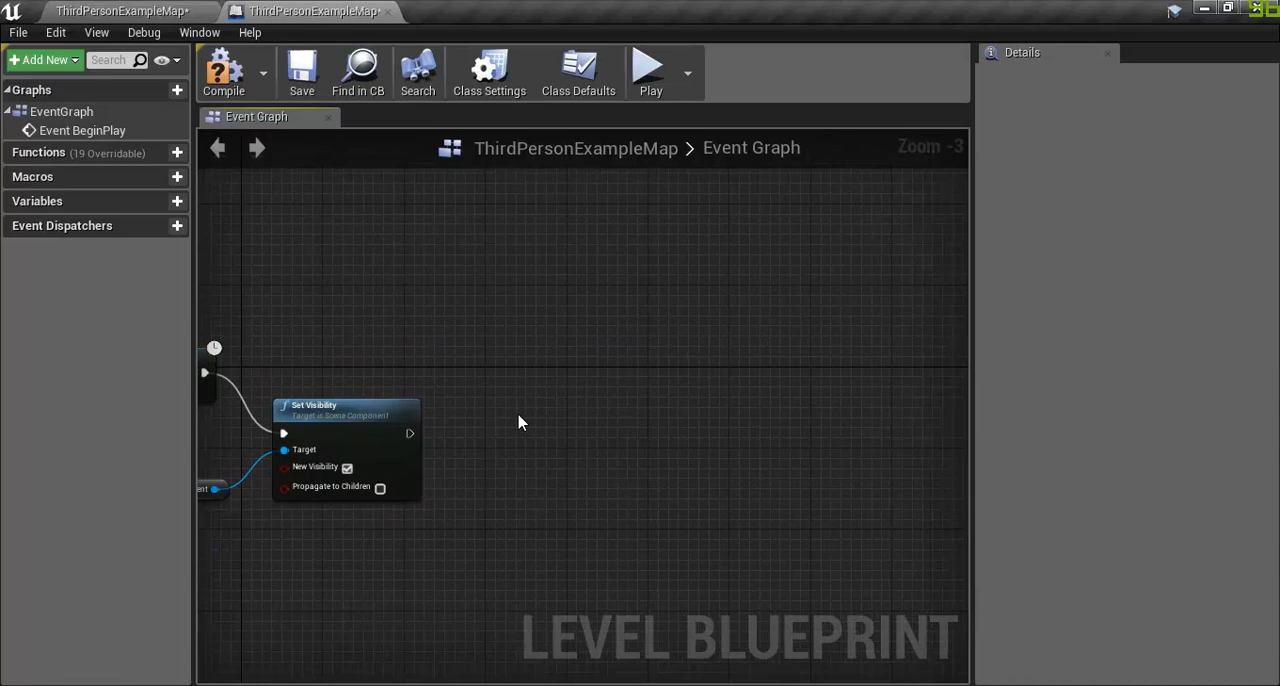 ThirdPersonExampleMap*
ThirdPersonExampleMap*
File Edit View Debug Window Help
Add New
Search
Compile
Save
Find in CB
Search
Class Settings
Class Defaults
Play
Details
Graphs
EventGraph
Event BeginPlay
Functions (19 Overridable)
Macros
Variables
Event Dispatchers
Event Graph
ThirdPersonExampleMap > Event Graph
Zoom -3
Set Visibility
Target is Scene Component
Target
New Visibility
Propagate to Children
ent
LEVEL BLUEPRINT